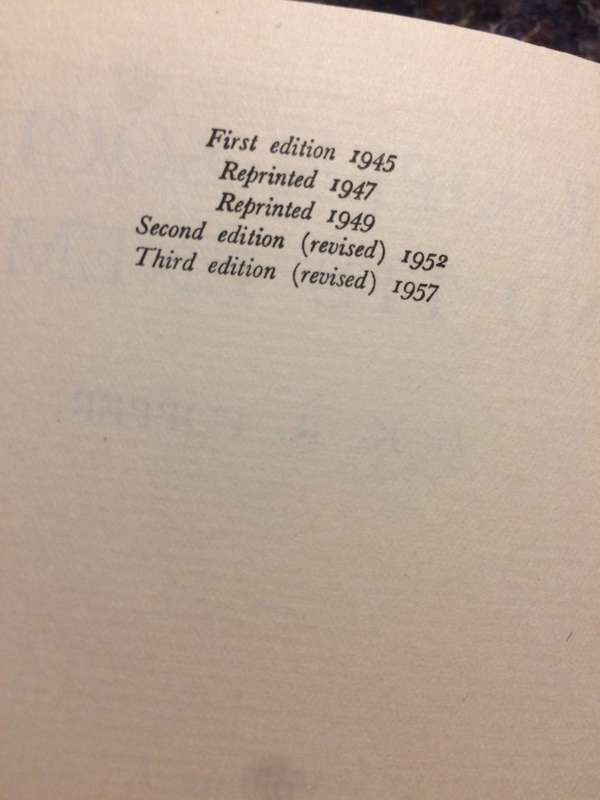 First edition 1945
Reprinted 1947
Reprinted 1949
Second edition (revised) 1952
Third edition (revised) 1957